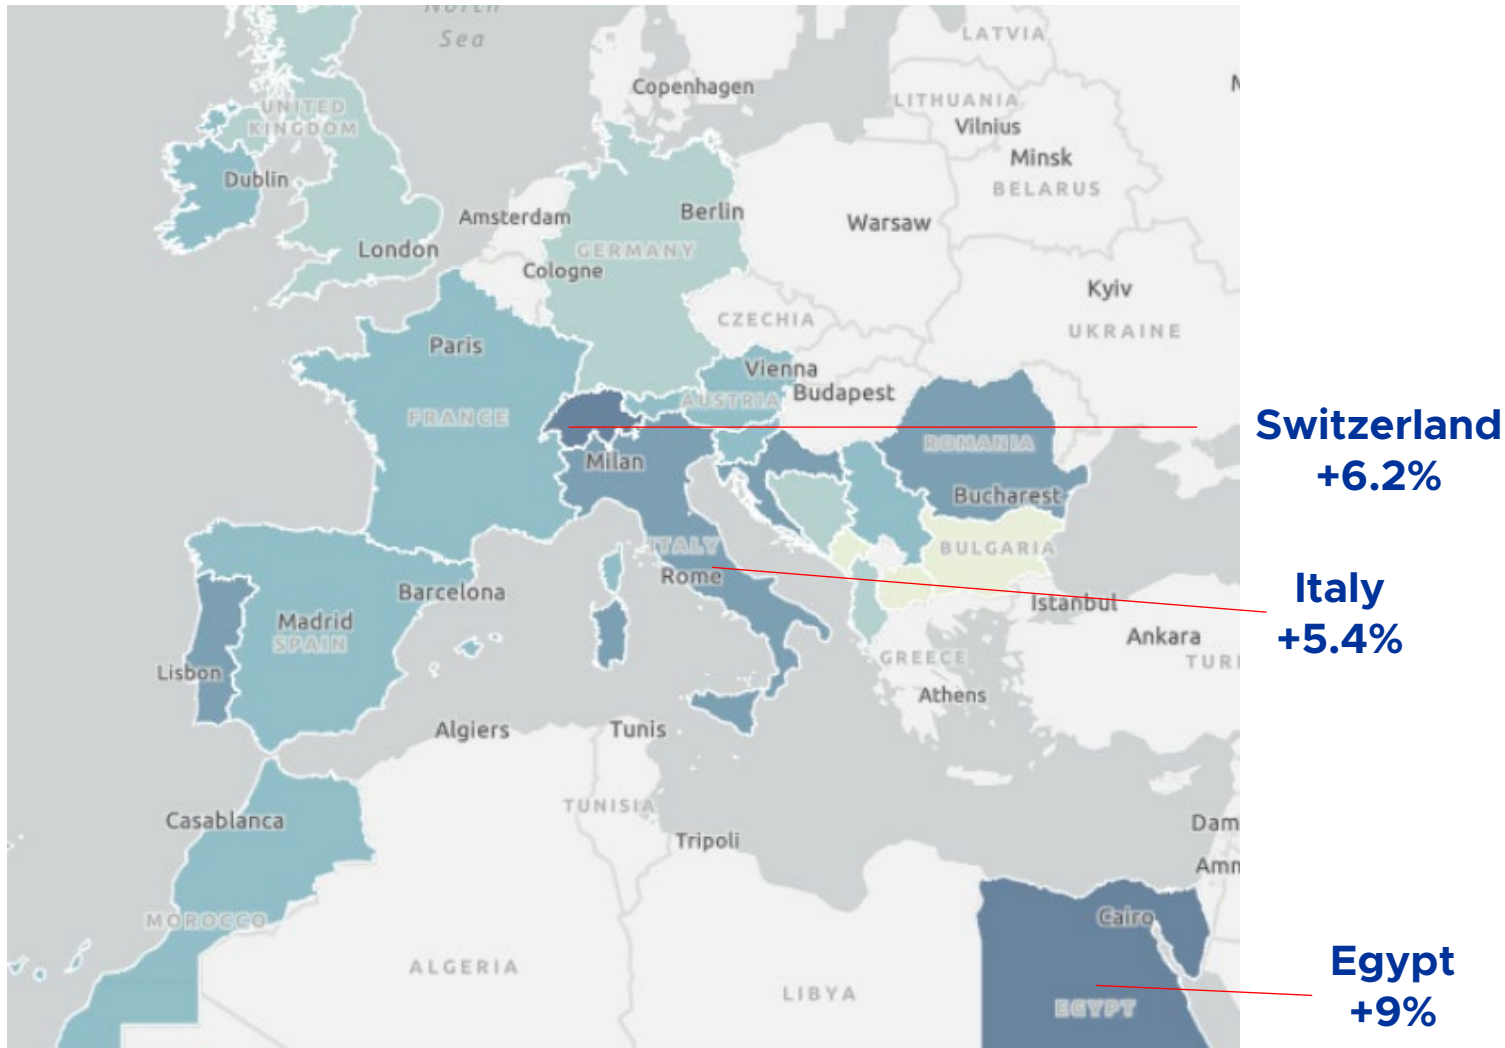 North
Sea
LATVIA
Copenhagen
LITHUANIA
Vilnius
UNITED
KINGDOM
Minsk
BELARUS
Dublin
Amsterdam
Berlin
Warsaw
London
GERMANY
Cologne
Kyiv
CZECHIA
UKRAINE
Paris
Vienna
Budapest
AUSTRIA
FRANCE
ROMANIA
Switzerland
+6.2%
Milan
Bucharest
ITALY
BULGARIA
Rome
Barcelona
Istanbul
Italy
+5.4%
Madrid
SPAIN
Ankara
GREECE
TURI
Lisbon
Athens
Algiers
Tunis
TUNISIA
Casablanca
Tripoli
Dam
Amn
MOROCCO
Cairo
ALGERIA
LIBYA
EGYPT
Egypt
+9%